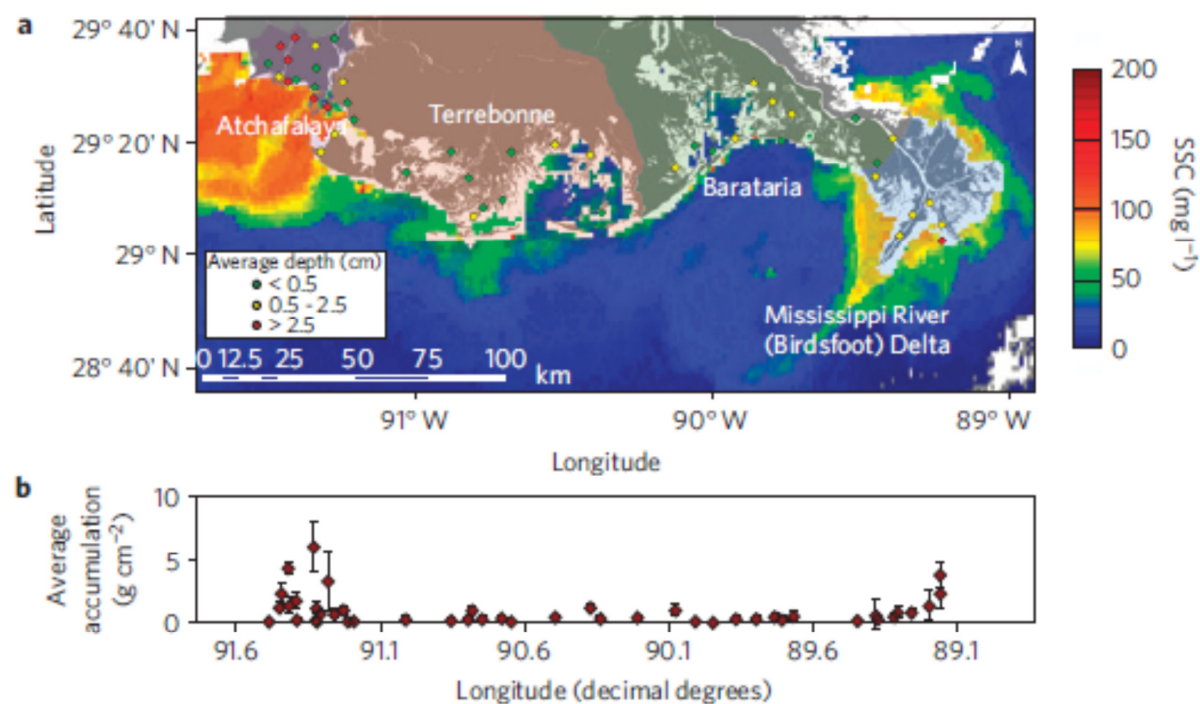 a
29° 40' N
29° 20' N
29° N
28° 40' N
Latitude
Atchafalaya
Terrebonne
Barataria
Mississippi River
(Birdsfoot) Delta
N
Average depth (cm)
< 0.5
0.5 - 2.5
> 2.5
0 12.5 25 50 75 100
km
91° W 90° W 89° W
Longitude
200
150
100
50
0
SSC (mg l⁻¹)
b
Average
accumulation
(g cm⁻²)
10
5
0
91.6 91.1 90.6 90.1 89.6 89.1
Longitude (decimal degrees)